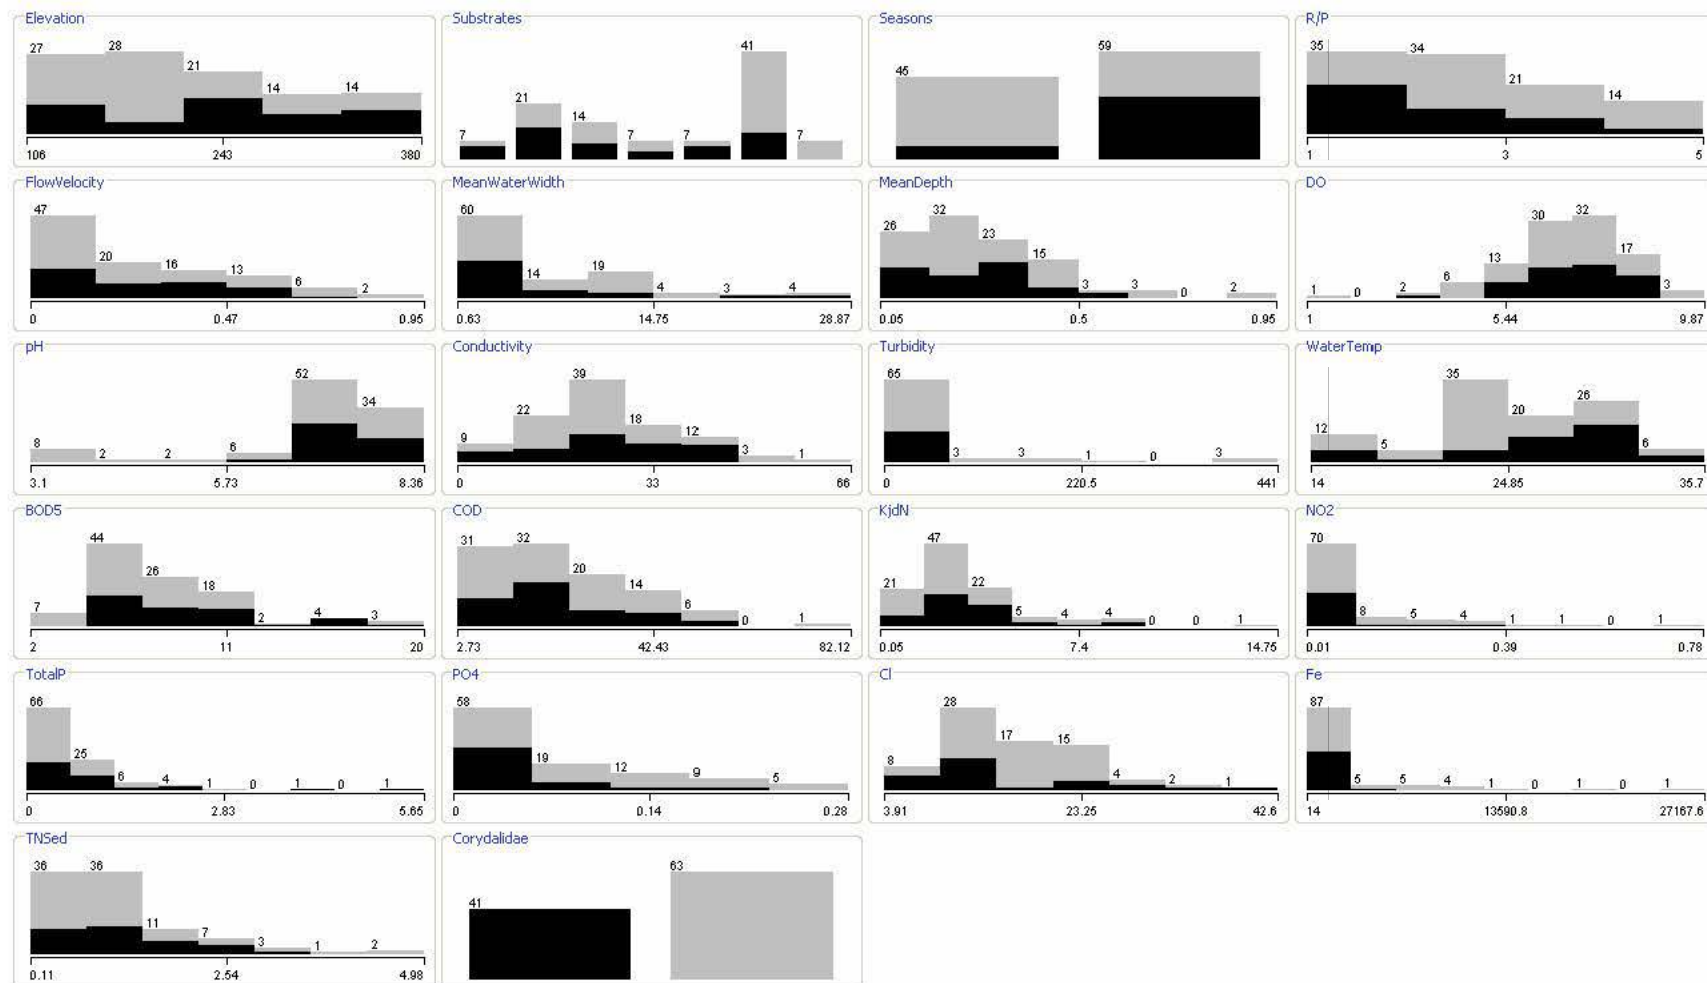 Elevation
27 28 21 14 14
106 243 380
Substrates
7 21 14 7 7 41 7
Seasons
45 59
R/P
35 34 21 14
1 3 5
FlowVelocity
47 20 16 13 6 2
0 0.47 0.95
MeanWaterWidth
60 14 19 4 3 4
0.63 14.75 28.87
MeanDepth
26 32 23 15 3 3 0 2
0.05 0.5 0.95
DO
1 0 2 6 13 30 32 17 3
1 5.44 9.87
pH
8 2 2 6 52 34
3.1 5.73 8.36
Conductivity
9 22 39 18 12 3 1
0 33 66
Turbidity
65 3 3 1 0 3
0 220.5 441
WaterTemp
12 5 35 20 26 6
14 24.85 35.7
BOD5
7 44 26 18 2 4 3
2 11 20
COD
31 32 20 14 6 0 1
2.73 42.43 82.12
KjdN
21 47 22 5 4 4 0 0 1
0.05 7.4 14.75
NO2
70 8 5 4 1 1 0 1
0.01 0.39 0.78
TotalP
66 25 6 4 1 0 1 0 1
0 2.83 5.65
PO4
58 19 12 9 5
0 0.14 0.28
Cl
8 28 17 15 4 2 1
3.91 23.25 42.6
Fe
87 5 5 4 1 0 1 0 1
14 13590.8 27167.6
TNSed
36 36 11 7 3 1 2
0.11 2.54 4.98
Corydalidae
41 63